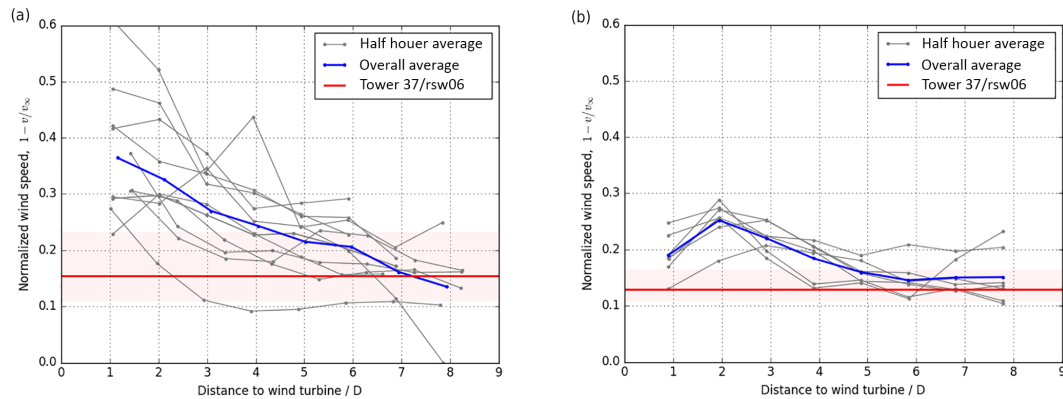 (a)
0.6
0.5
0.4
0.3
0.2
0.1
0.0
Normalized wind speed, 1 − v/v∞
Half houer average
Overall average
Tower 37/rsw06
0 1 2 3 4 5 6 7 8 9
Distance to wind turbine / D
(b)
0.6
0.5
0.4
0.3
0.2
0.1
0.0
Normalized wind speed, 1 − v/v∞
Half houer average
Overall average
Tower 37/rsw06
0 1 2 3 4 5 6 7 8 9
Distance to wind turbine / D